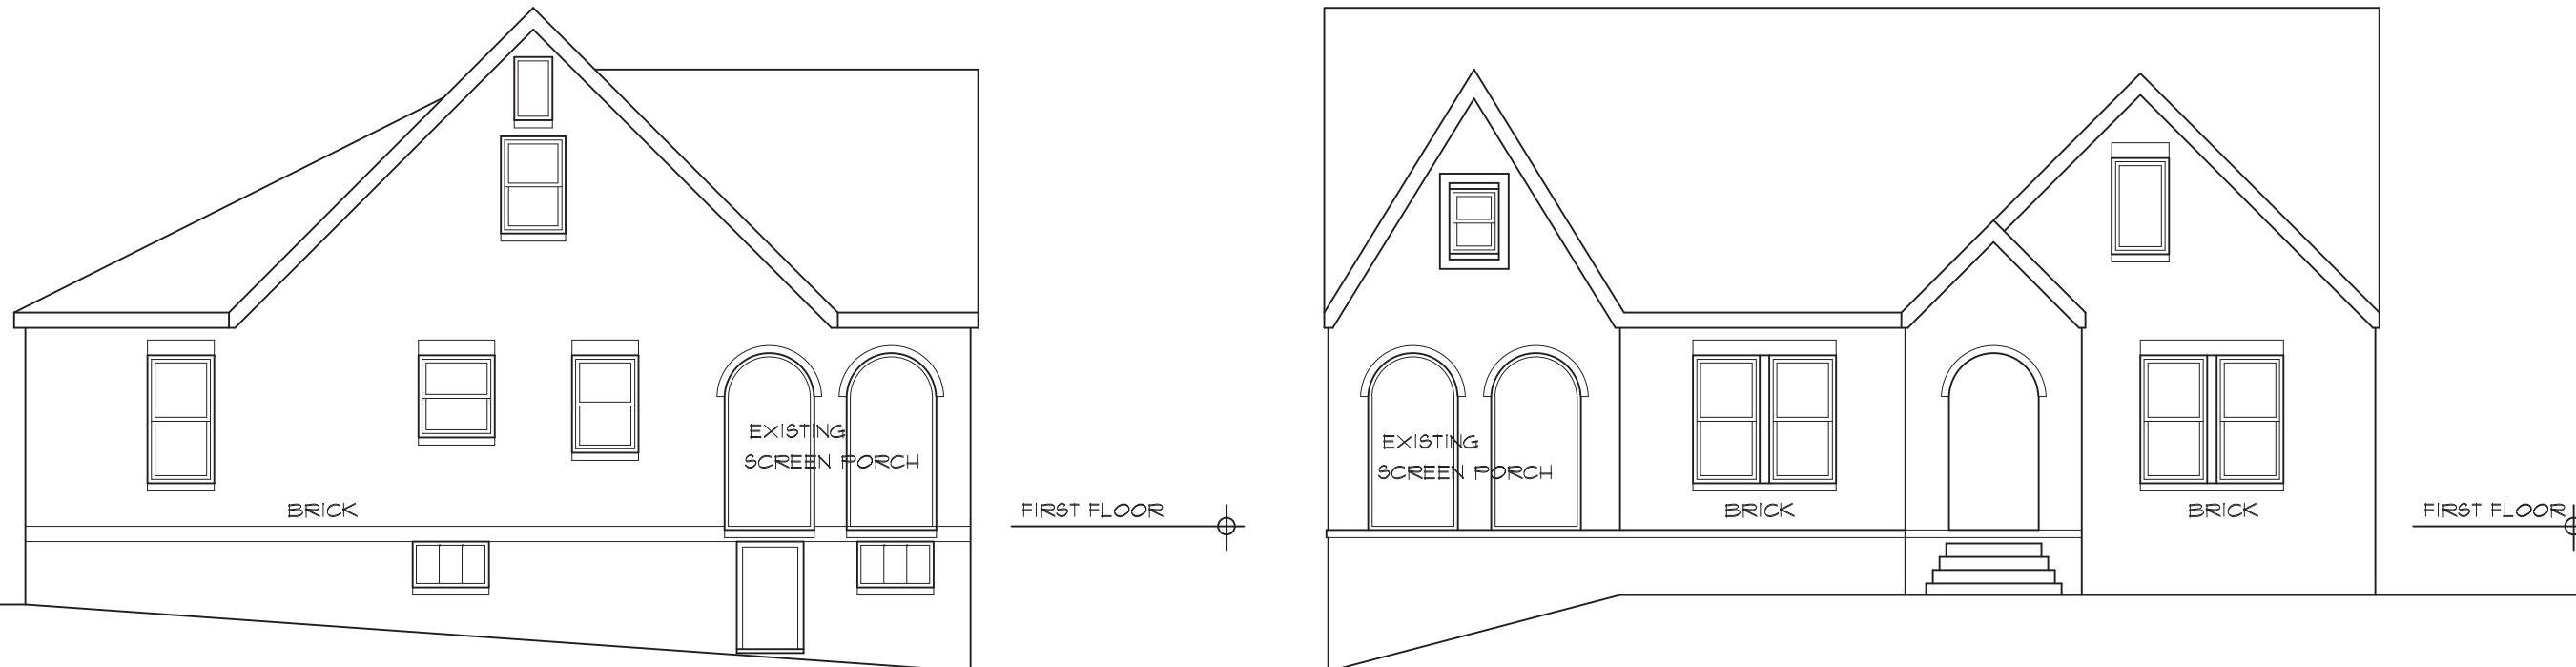 EXISTING
SCREEN PORCH
BRICK
FIRST FLOOR
EXISTING
SCREEN PORCH
BRICK
BRICK
FIRST FLOOR